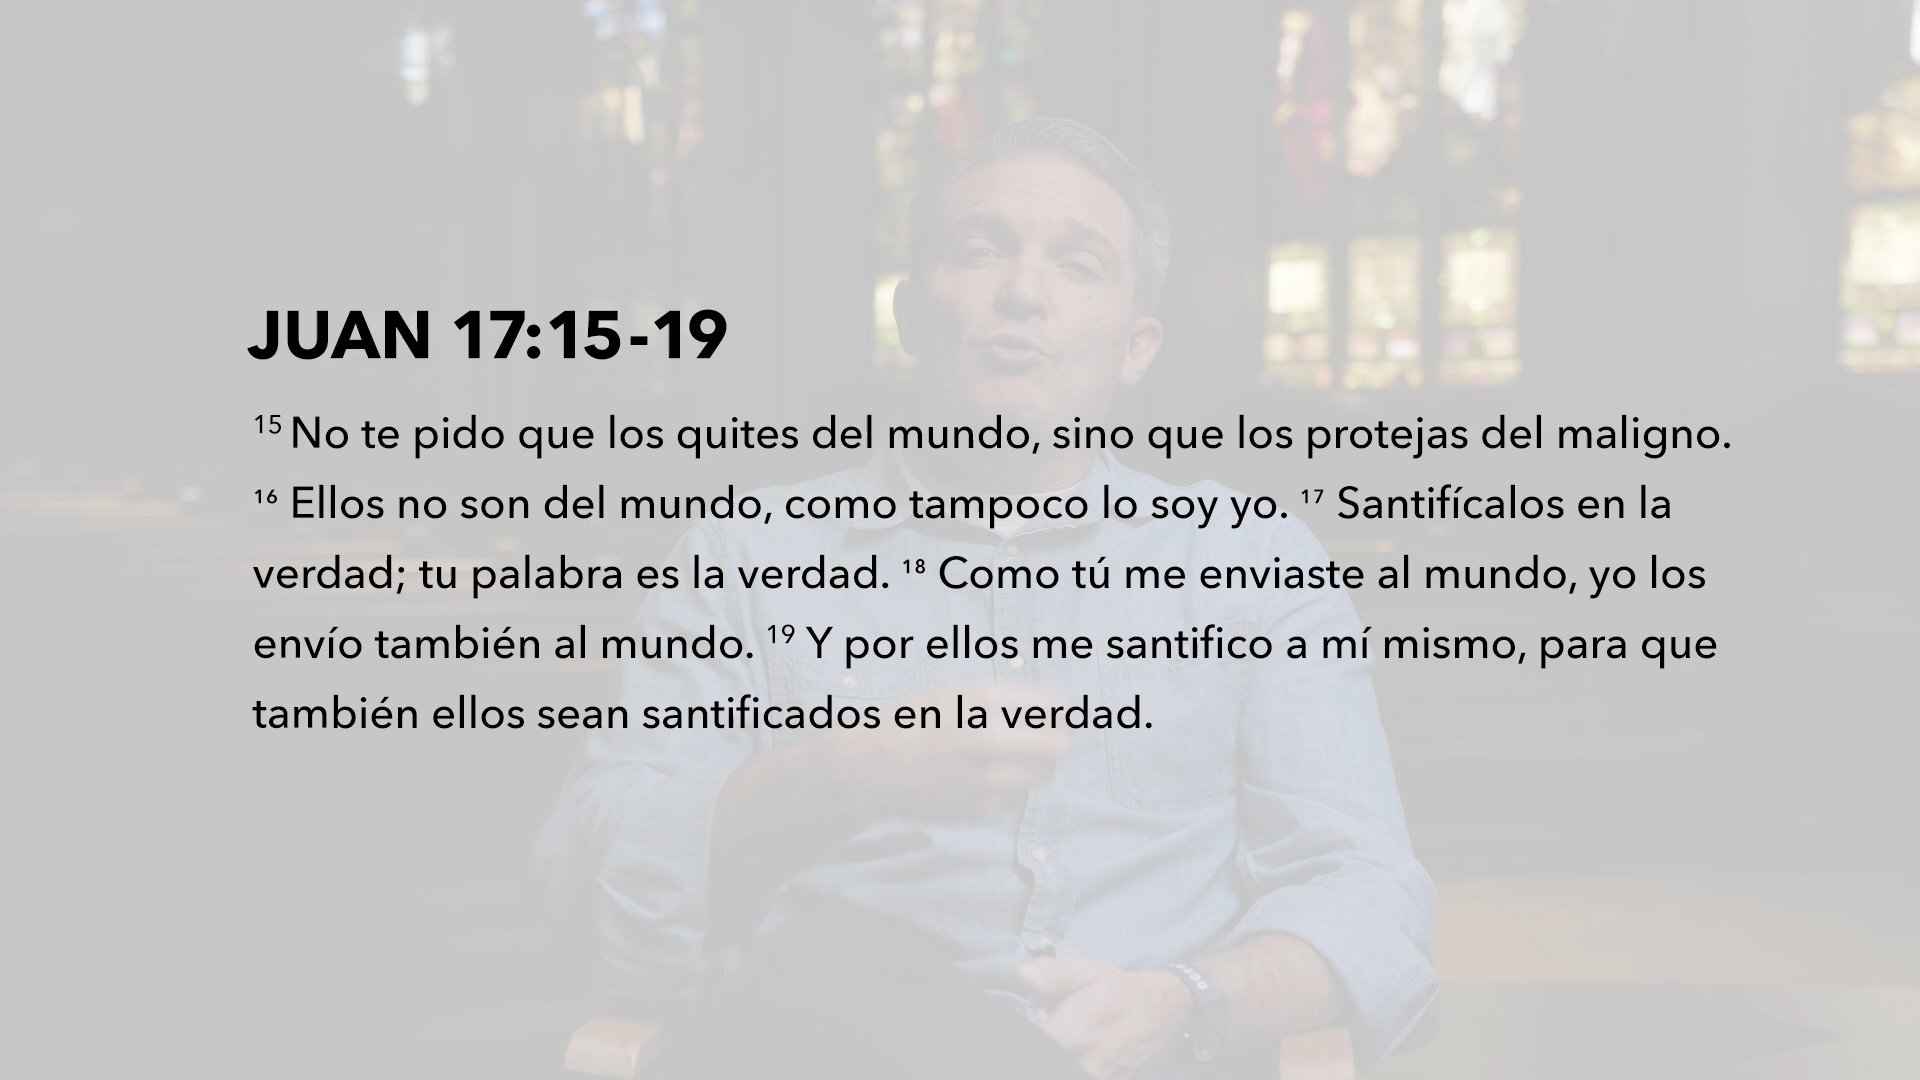 JUAN 17:15-19
¹⁵ No te pido que los quites del mundo, sino que los protejas del maligno.
¹⁶ Ellos no son del mundo, como tampoco lo soy yo. ¹⁷ Santifícalos en la
verdad; tu palabra es la verdad. ¹⁸ Como tú me enviaste al mundo, yo los
envío también al mundo. ¹⁹ Y por ellos me santifico a mí mismo, para que
también ellos sean santificados en la verdad.